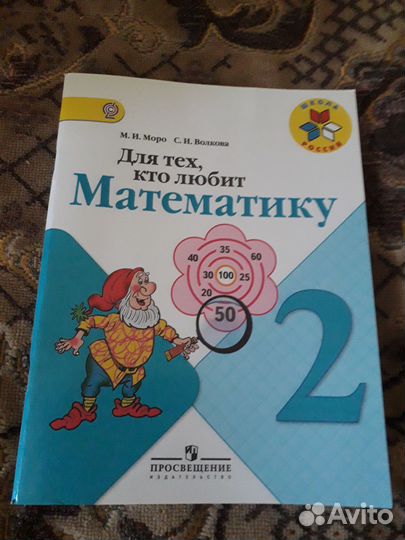 ШКОЛА
РОССИИ
М. И. Моро С. И. Волкова
Для тех,
кто любит
Математику
35
40 60
30 100 25
20
50
2
ПРОСВЕЩЕНИЕ
ИЗДАТЕЛЬСТВО
Avito